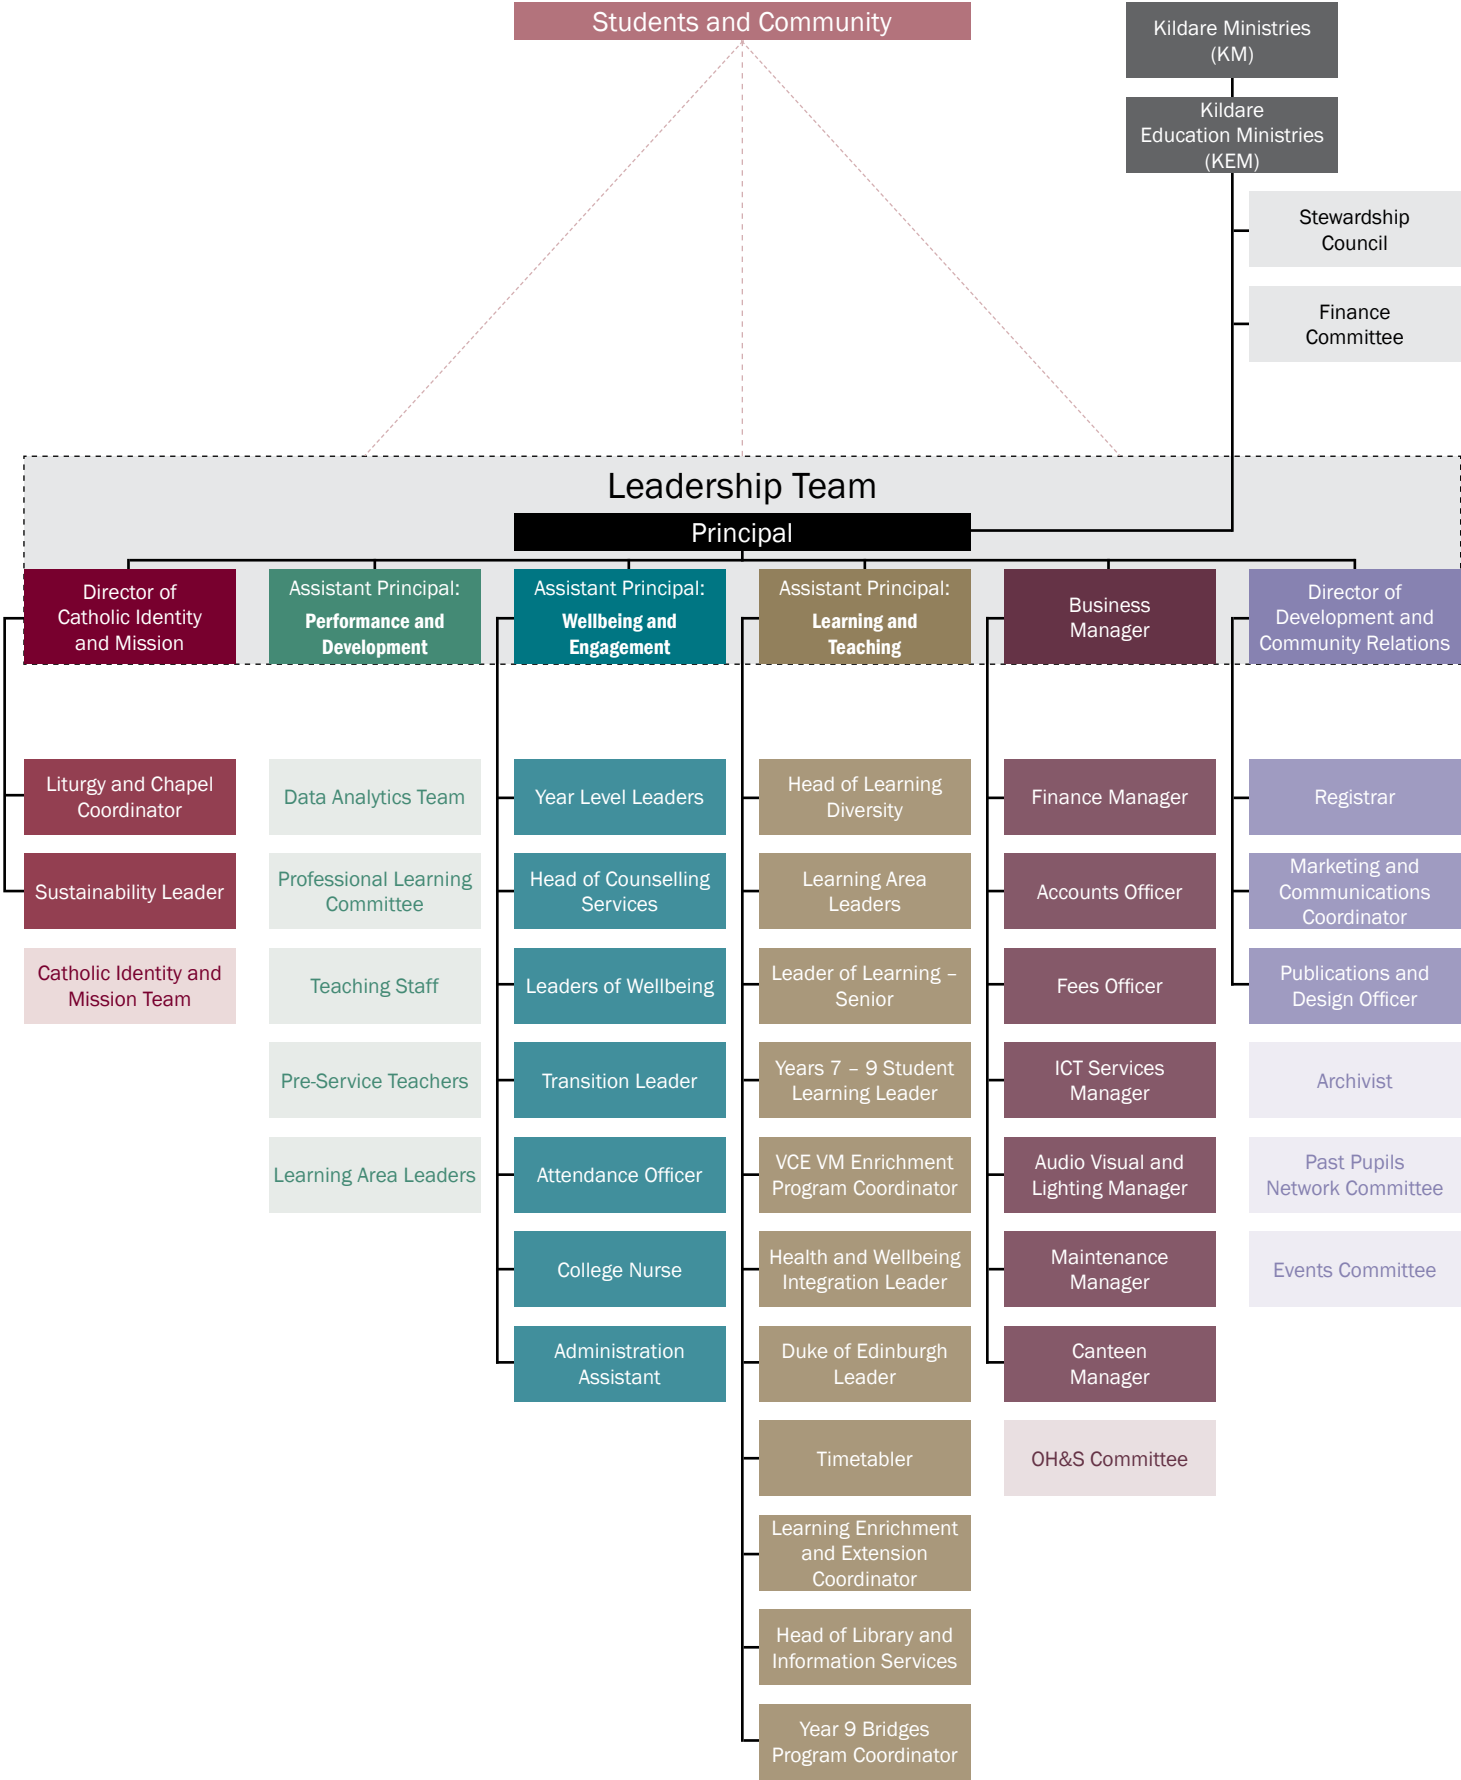 Students and Community
Kildare Ministries
(KM)
Kildare
Education Ministries
(KEM)
Stewardship
Council
Finance
Committee
Leadership Team
Principal
Director of
Catholic Identity
and Mission
Assistant Principal:
Performance and
Development
Assistant Principal:
Wellbeing and
Engagement
Assistant Principal:
Learning and
Teaching
Business
Manager
Director of
Development and
Community Relations
Liturgy and Chapel
Coordinator
Sustainability Leader
Catholic Identity and
Mission Team
Data Analytics Team
Professional Learning
Committee
Teaching Staff
Pre-Service Teachers
Learning Area Leaders
Year Level Leaders
Head of Counselling
Services
Leaders of Wellbeing
Transition Leader
Attendance Officer
College Nurse
Administration
Assistant
Head of Learning
Diversity
Learning Area
Leaders
Leader of Learning –
Senior
Years 7 – 9 Student
Learning Leader
VCE VM Enrichment
Program Coordinator
Health and Wellbeing
Integration Leader
Duke of Edinburgh
Leader
Timetabler
Learning Enrichment
and Extension
Coordinator
Head of Library and
Information Services
Year 9 Bridges
Program Coordinator
Finance Manager
Accounts Officer
Fees Officer
ICT Services
Manager
Audio Visual and
Lighting Manager
Maintenance
Manager
Canteen
Manager
OH&S Committee
Registrar
Marketing and
Communications
Coordinator
Publications and
Design Officer
Archivist
Past Pupils
Network Committee
Events Committee